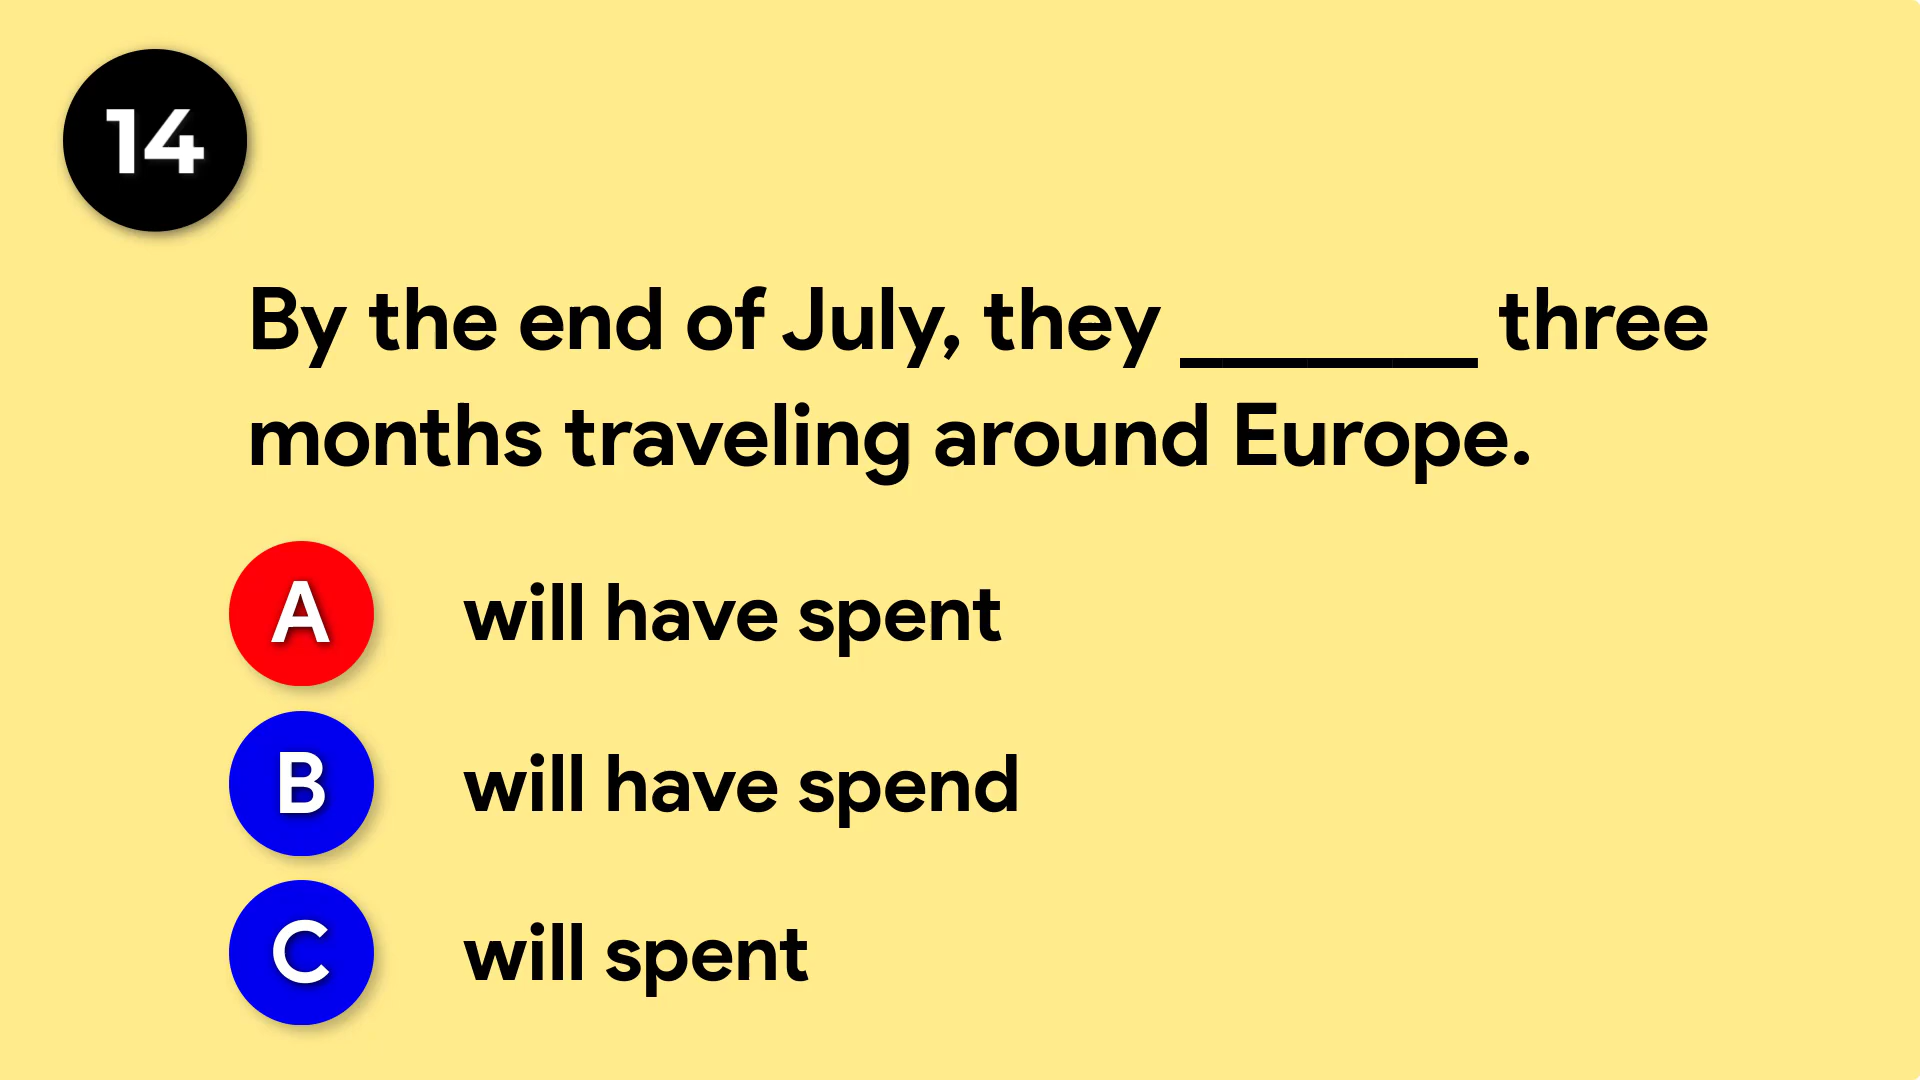 14
By the end of July, they _______ three
months traveling around Europe.
A will have spent
B will have spend
C will spent